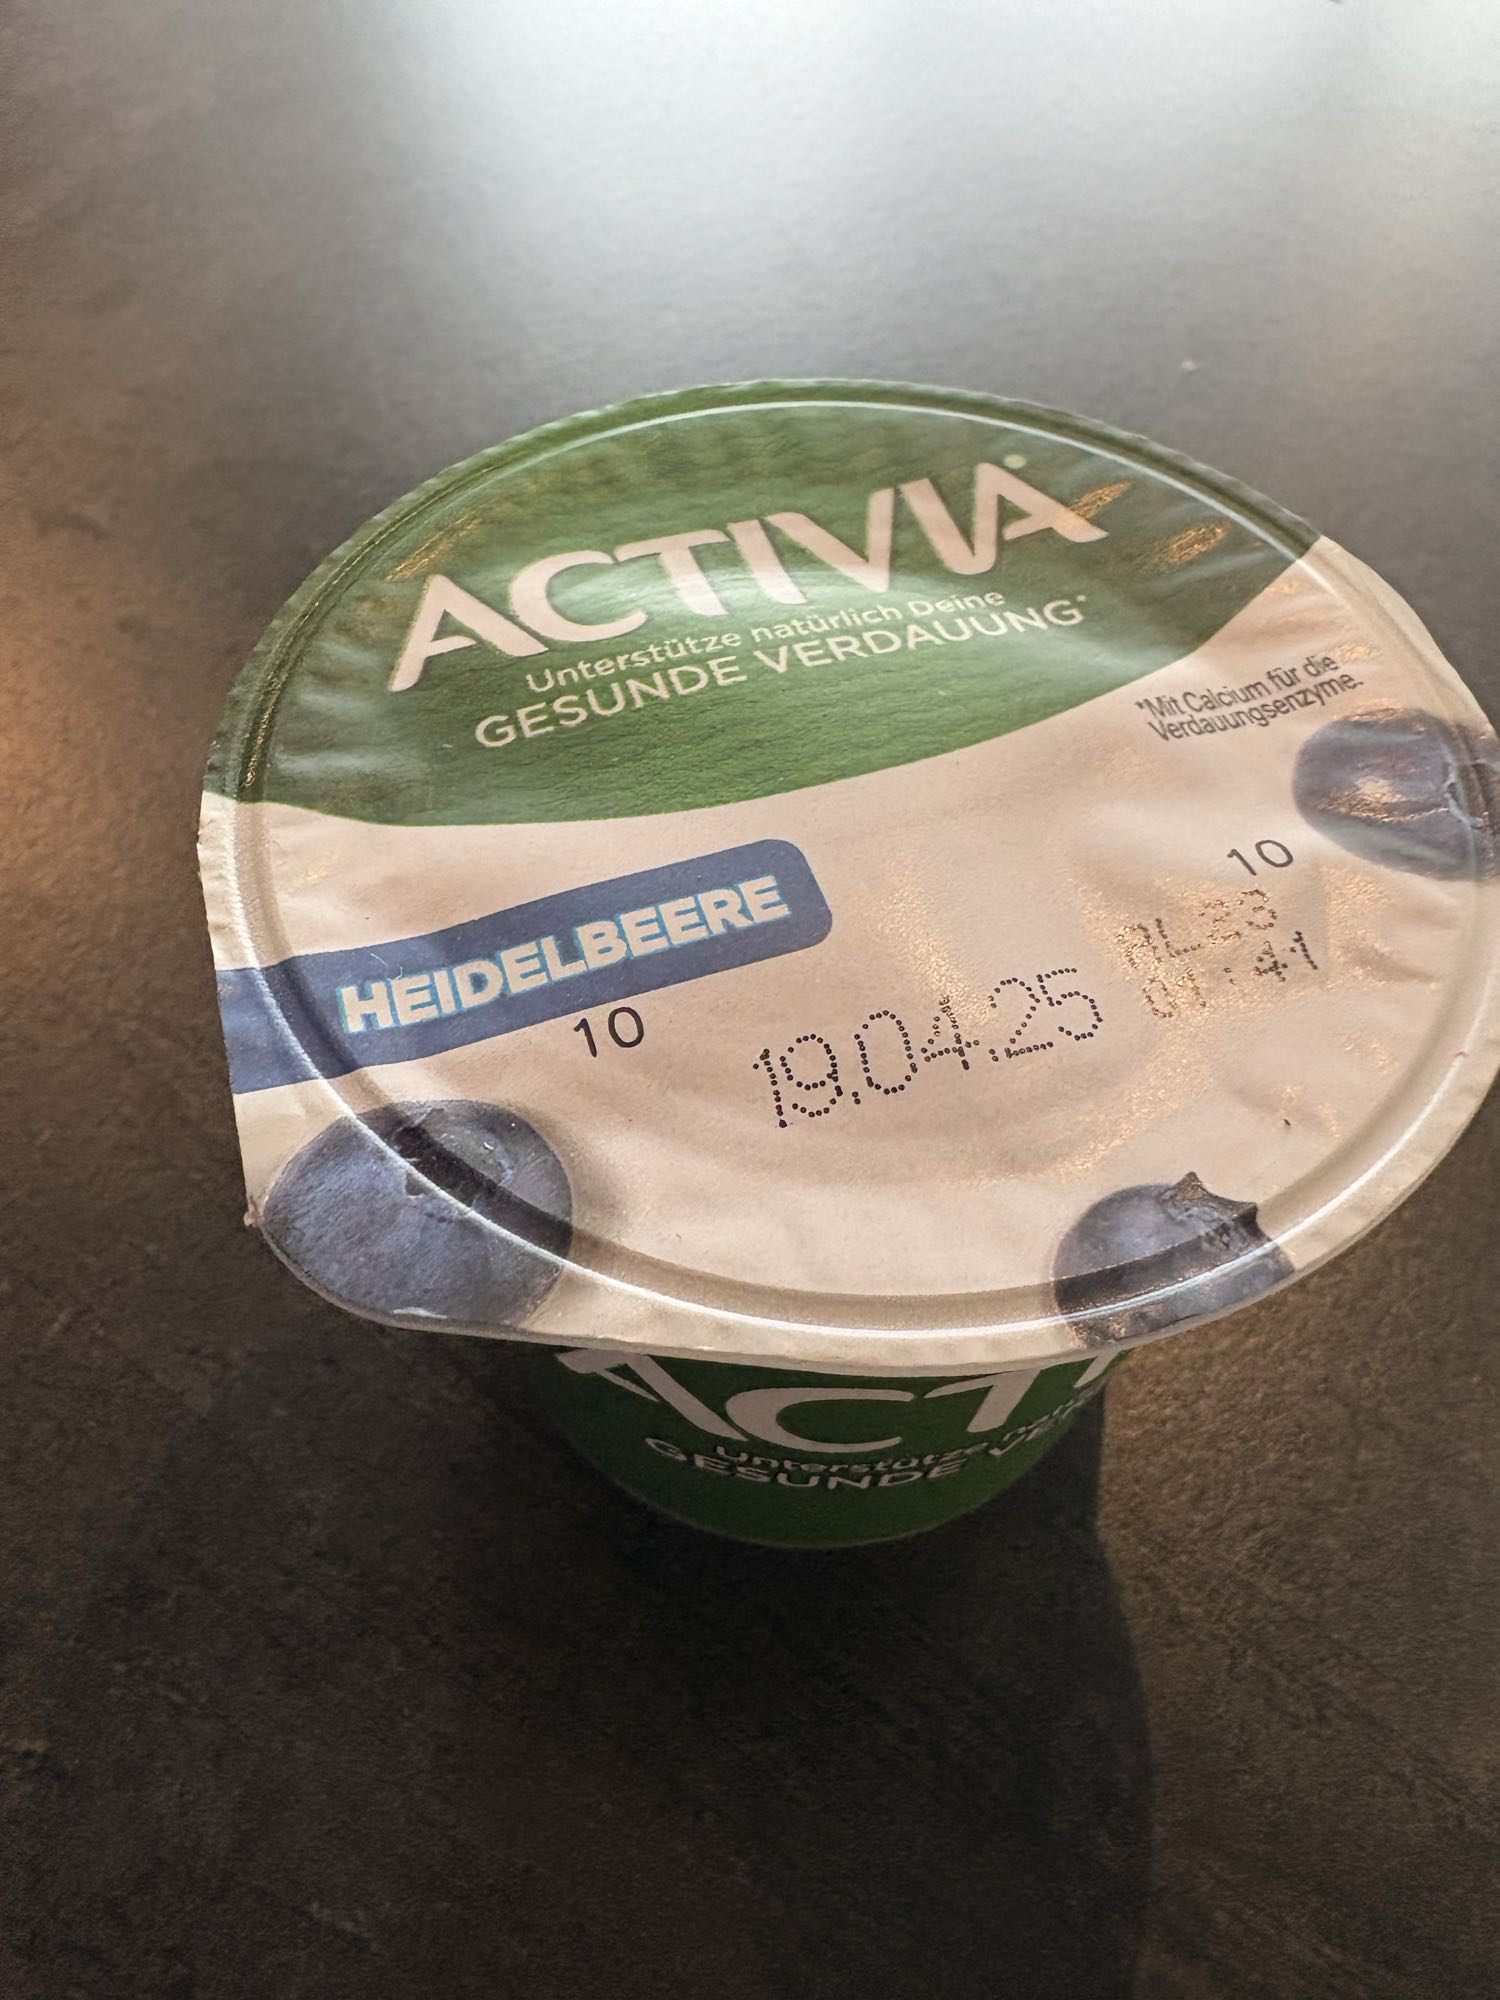 ACTIVIA
Unterstütze natürlich Deine
GESUNDE VERDAUUNG*
*Mit Calcium für die
Verdauungsenzyme.
HEIDELBEERE
10
10
19.04.25
ACTI
Unterstütze
GESUNDE